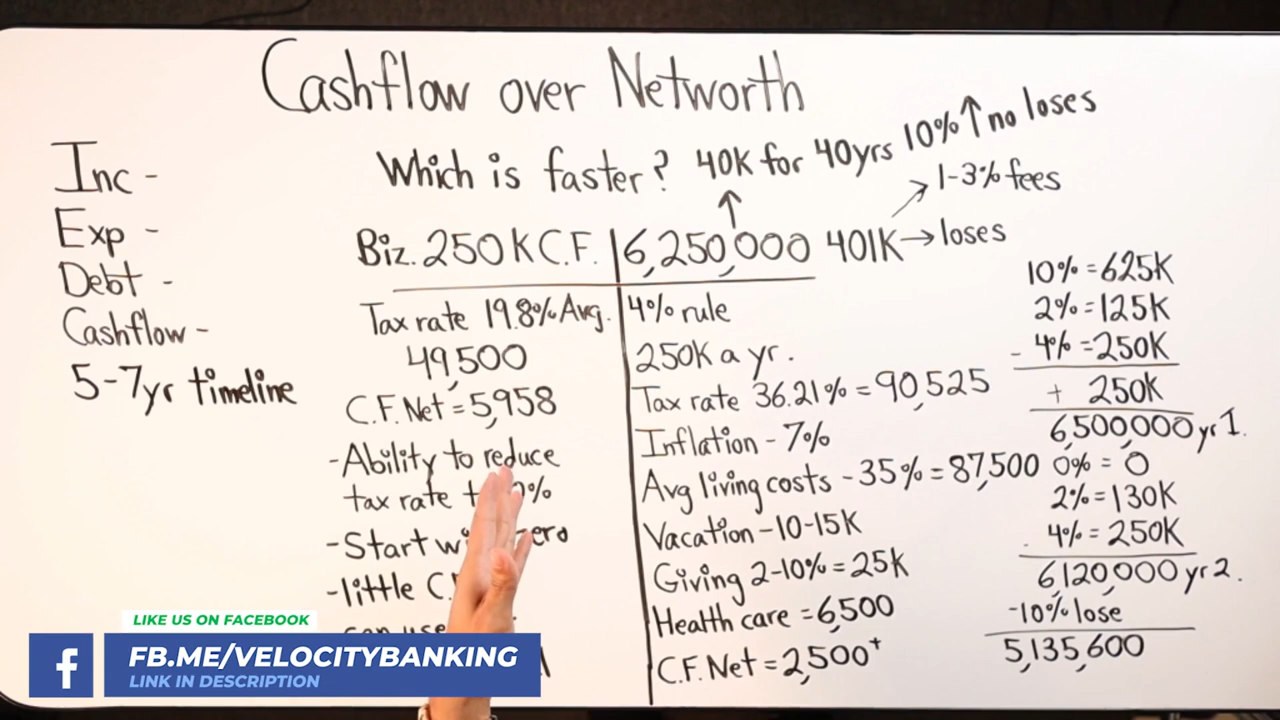 Cashflow over Networth
Inc -
Exp -
Debt -
Cashflow -
5-7yr timeline
Which is faster? 40K for 40yrs 10%↑ no loses
Biz. 250K C.F. | 6,250,000 401K → loses
→ 1-3% fees
Tax rate 19.8% Avg.
49,500
C.F. Net = 5,958
-Ability to reduce
tax rate 0%
-Start zero
-little C.
can use
4% rule
250K a yr.
Tax rate 36.21% = 90,525
Inflation - 7%
Avg living costs - 35% = 87,500
Vacation - 10-15K
Giving 2-10% = 25K
Health care = 6,500
C.F. Net = 2,500+
10% = 625K
2% = 125K
- 4% = 250K
+ 250K
6,500,000 yr 1.
0% = 0
2% = 130K
- 4% = 250K
6,120,000 yr 2.
-10% lose
5,135,600
LIKE US ON FACEBOOK
FB.ME/VELOCITYBANKING
LINK IN DESCRIPTION